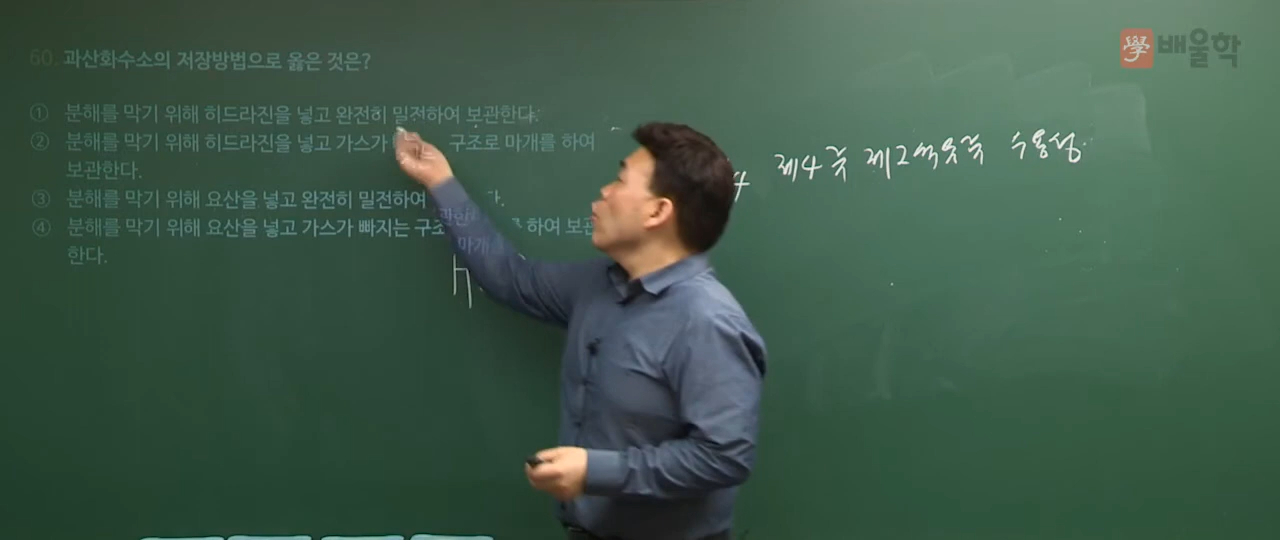 學 배울학
60. 과산화수소의 저장방법으로 옳은 것은?
① 분해를 막기 위해 히드라진을 넣고 완전히 밀전하여 보관한다.
② 분해를 막기 위해 히드라진을 넣고 가스가 구조로 마개를 하여
보관한다.
③ 분해를 막기 위해 요산을 넣고 완전히 밀전하여
④ 분해를 막기 위해 요산을 넣고 가스가 빠지는 하여
한다.
4 제4류 제2석유류 수용성